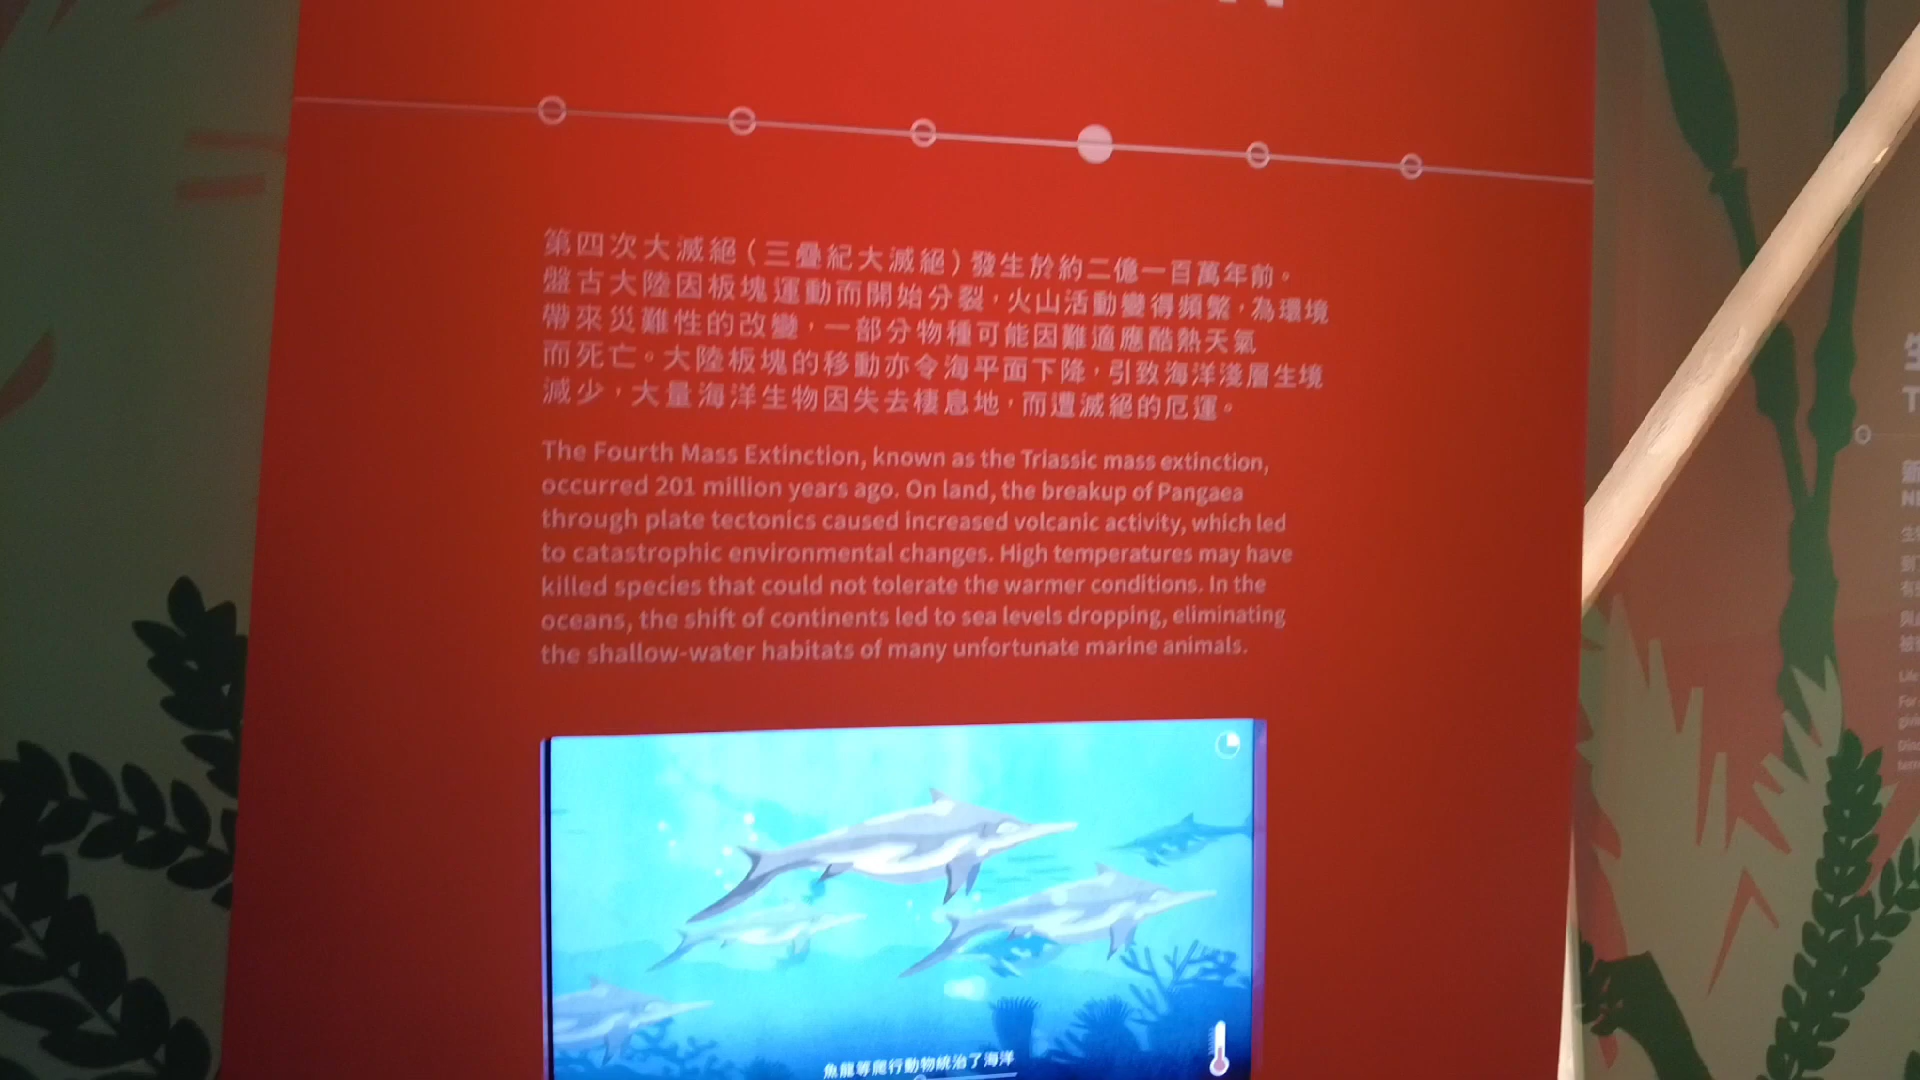 第四次大滅絕（三疊紀大滅絕）發生於約二億一百萬年前。
盤古大陸因板塊運動而開始分裂，火山活動變得頻繁，為環境
帶來災難性的改變，一部分物種可能因難適應酷熱天氣
而死亡。大陸板塊的移動亦令海平面下降，引致海洋淺層生境
減少，大量海洋生物因失去棲息地，而遭滅絕的厄運。
The Fourth Mass Extinction, known as the Triassic mass extinction,
occurred 201 million years ago. On land, the breakup of Pangaea
through plate tectonics caused increased volcanic activity, which led
to catastrophic environmental changes. High temperatures may have
killed species that could not tolerate the warmer conditions. In the
oceans, the shift of continents led to sea levels dropping, eliminating
the shallow-water habitats of many unfortunate marine animals.
魚龍等爬行動物統治了海洋